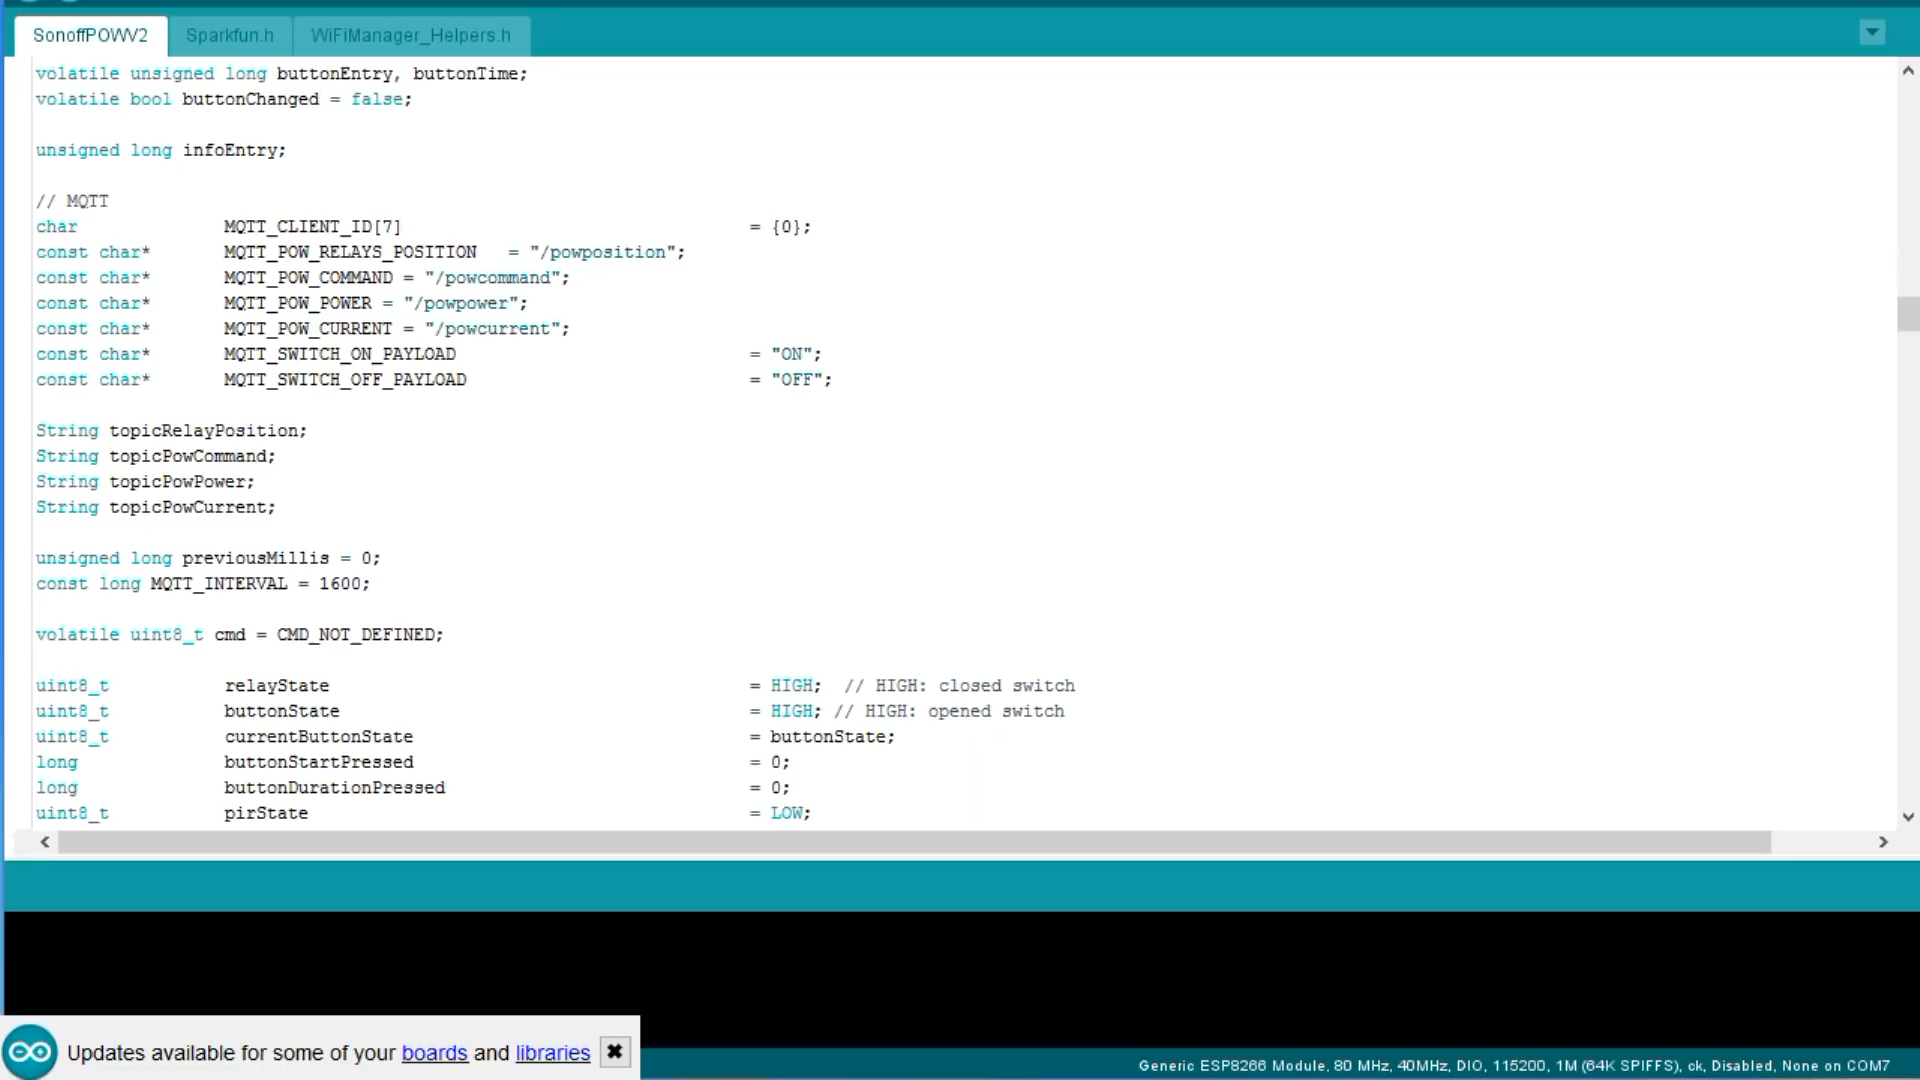 SonoffPOWV2 Sparkfun.h WiFiManager_Helpers.h
volatile unsigned long buttonEntry, buttonTime;
volatile bool buttonChanged = false;
unsigned long infoEntry;
// MQTT
char MQTT_CLIENT_ID[7] = {0};
const char* MQTT_POW_RELAYS_POSITION = "/powposition";
const char* MQTT_POW_COMMAND = "/powcommand";
const char* MQTT_POW_POWER = "/powpower";
const char* MQTT_POW_CURRENT = "/powcurrent";
const char* MQTT_SWITCH_ON_PAYLOAD = "ON";
const char* MQTT_SWITCH_OFF_PAYLOAD = "OFF";
String topicRelayPosition;
String topicPowCommand;
String topicPowPower;
String topicPowCurrent;
unsigned long previousMillis = 0;
const long MQTT_INTERVAL = 1600;
volatile uint8_t cmd = CMD_NOT_DEFINED;
uint8_t relayState = HIGH; // HIGH: closed switch
uint8_t buttonState = HIGH; // HIGH: opened switch
uint8_t currentButtonState = buttonState;
long buttonStartPressed = 0;
long buttonDurationPressed = 0;
uint8_t pirState = LOW;
Updates available for some of your boards and libraries
Generic ESP8266 Module, 80 MHz, 40MHz, DIO, 115200, 1M (64K SPIFFS), ck, Disabled, None on COM7